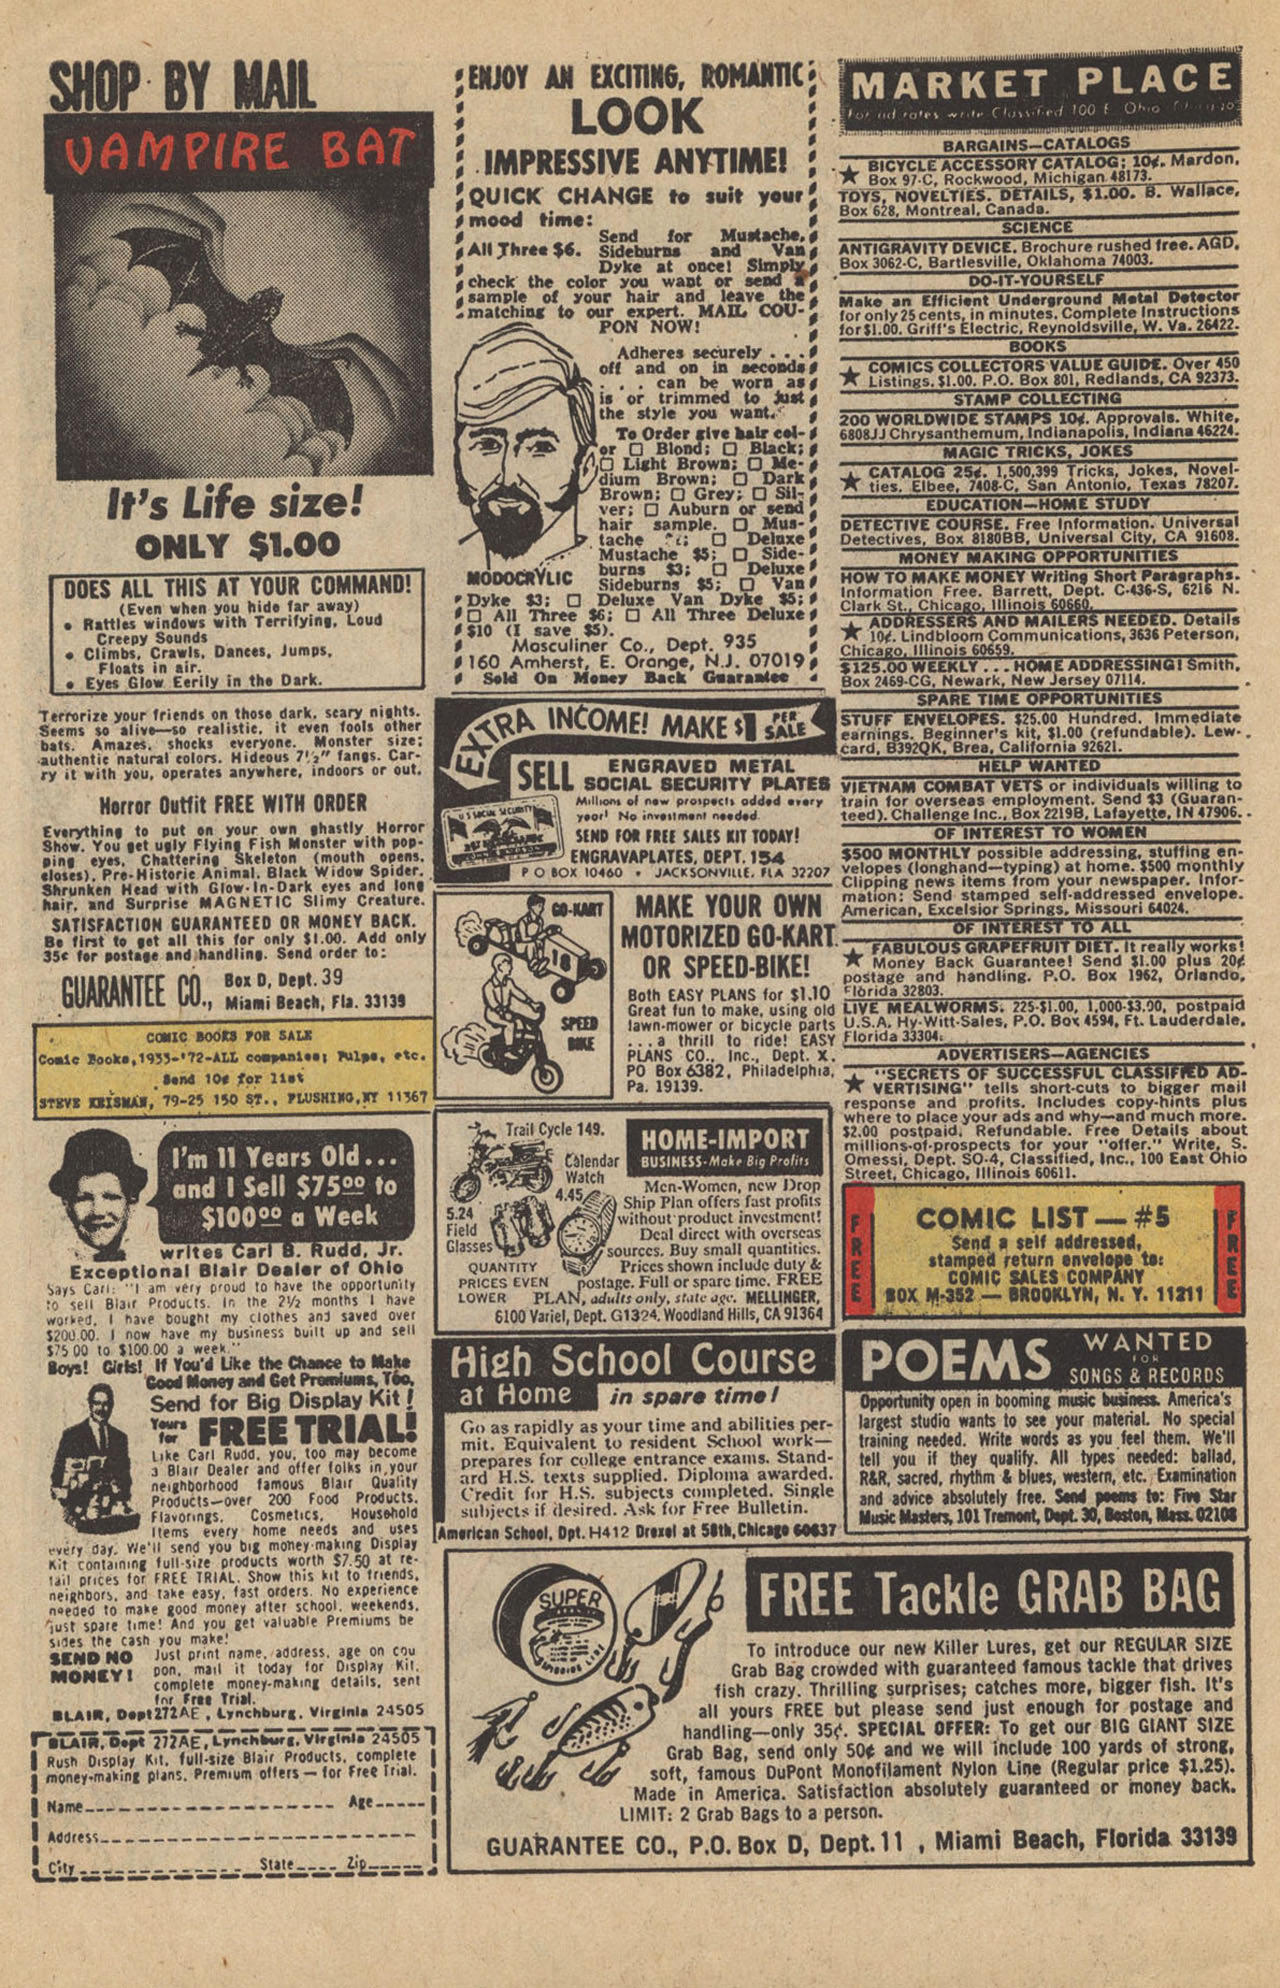 SHOP BY MAIL
VAMPIRE BAT
It's Life size!
ONLY $1.00
DOES ALL THIS AT YOUR COMMAND!
(Even when you hide far away)
• Rattles windows with Terrifying, Loud
Creepy Sounds
• Climbs, Crawls, Dances, Jumps,
Floats in air.
• Eyes Glow Eerily in the Dark.
Terrorize your friends on those dark, scary nights.
Seems so alive—so realistic, it even fools other
bats. Amazes, shocks everyone. Monster size;
authentic natural colors. Hideous 7½" fangs. Car-
ry it with you, operates anywhere, indoors or out.
Horror Outfit FREE WITH ORDER
Everything to put on your own ghastly Horror
Show. You get ugly Flying Fish Monster with pop-
ping eyes, Chattering Skeleton (mouth opens,
closes), Pre-Historic Animal, Black Widow Spider,
Shrunken Head with Glow-In-Dark eyes and long
hair, and Surprise MAGNETIC Slimy Creature.
SATISFACTION GUARANTEED OR MONEY BACK.
Be first to get all this for only $1.00. Add only
35¢ for postage and handling. Send order to:
GUARANTEE CO., Box D, Dept. 39
Miami Beach, Fla. 33139
COMIC BOOKS FOR SALE
Comic Books,1933-'72-ALL companies; Pulps, etc.
Send 10¢ for list
STEVE KEISMAN, 79-25 150 ST., FLUSHING,NY 11367
I'm 11 Years Old...
and I Sell $75⁰⁰ to
$100⁰⁰ a Week
writes Carl B. Rudd, Jr.
Exceptional Blair Dealer of Ohio
Says Carl: "I am very proud to have the opportunity
to sell Blair Products. In the 2½ months I have
worked, I have bought my clothes and saved over
$200.00. I now have my business built up and sell
$75.00 to $100.00 a week."
Boys! Girls! If You'd Like the Chance to Make
Good Money and Get Premiums, Too,
Send for Big Display Kit!
Yours for FREE TRIAL!
Like Carl Rudd, you, too may become
a Blair Dealer and offer folks in your
neighborhood famous Blair Quality
Products—over 200 Food Products,
Flavorings, Cosmetics, Household
Items every home needs and uses
every day. We'll send you big money-making Display
Kit containing full-size products worth $7.50 at re-
tail prices for FREE TRIAL. Show this kit to friends,
neighbors, and take easy, fast orders. No experience
needed to make good money after school, weekends,
just spare time! And you get valuable Premiums be
sides the cash you make!
SEND NO MONEY! Just print name, address, age on cou
pon, mail it today for Display Kit,
complete money-making details, sent
for Free Trial.
BLAIR, Dept 272AE, Lynchburg, Virginia 24505
BLAIR, Dept 272AE, Lynchburg, Virginia 24505
Rush Display Kit, full-size Blair Products, complete
money-making plans, Premium offers — for Free Trial.
Name Age
Address
City State Zip
ENJOY AN EXCITING, ROMANTIC
LOOK
IMPRESSIVE ANYTIME!
QUICK CHANGE to suit your
mood time:
All Three $6.
Send for Mustache,
Sideburns and Van
Dyke at once! Simply
check the color you want or send a
sample of your hair and leave the
matching to our expert. MAIL COU-
PON NOW!
Adheres securely . . .
off and on in seconds
. . . can be worn as
is or trimmed to just
the style you want.
To Order give hair col-
or □ Blond; □ Black;
□ Light Brown; □ Me-
dium Brown; □ Dark
Brown; □ Grey; □ Sil-
ver; □ Auburn or send
hair sample. □ Mus-
tache □ Deluxe
Mustache $5; □ Side-
burns $3; □ Deluxe
Sideburns $5; □ Van
MODOCRYLIC
Dyke $3; □ Deluxe Van Dyke $5;
□ All Three $6; □ All Three Deluxe
$10 (I save $5).
Masculiner Co., Dept. 935
160 Amherst, E. Orange, N.J. 07019
Sold On Money Back Guarantee
EXTRA INCOME! MAKE $1 PER SALE
SELL ENGRAVED METAL
SOCIAL SECURITY PLATES
Millions of new prospects added every
year! No investment needed.
SEND FOR FREE SALES KIT TODAY!
ENGRAVAPLATES, DEPT. 154
P O BOX 10460 • JACKSONVILLE, FLA 32207
U S SOCIAL SECURITY
GO-KART
18
SPEED
BIKE
MAKE YOUR OWN
MOTORIZED GO-KART
OR SPEED-BIKE!
Both EASY PLANS for $1.10
Great fun to make, using old
lawn-mower or bicycle parts
...a thrill to ride! EASY
PLANS CO., Inc., Dept. X,
PO Box 6382, Philadelphia,
Pa. 19139.
Trail Cycle 149.
Calendar
Watch
4.45
5.24
Field
Glasses
QUANTITY
PRICES EVEN
LOWER
HOME-IMPORT
BUSINESS-Make Big Profits
Men-Women, new Drop
Ship Plan offers fast profits
without product investment!
Deal direct with overseas
sources. Buy small quantities.
Prices shown include duty &
postage. Full or spare time. FREE
PLAN, adults only, state age. MELLINGER,
6100 Variel, Dept. G1324, Woodland Hills, CA 91364
High School Course
at Home in spare time!
Go as rapidly as your time and abilities per-
mit. Equivalent to resident School work—
prepares for college entrance exams. Stand-
ard H.S. texts supplied. Diploma awarded.
Credit for H.S. subjects completed. Single
subjects if desired. Ask for Free Bulletin.
American School, Dpt. H412 Drexel at 58th, Chicago 60637
MARKET PLACE
For ad rates write Classified 100 E. Ohio, Chicago
BARGAINS—CATALOGS
★ BICYCLE ACCESSORY CATALOG; 10¢. Mardon,
Box 97-C, Rockwood, Michigan 48173.
TOYS, NOVELTIES. DETAILS, $1.00. B. Wallace,
Box 628, Montreal, Canada.
SCIENCE
ANTIGRAVITY DEVICE. Brochure rushed free. AGD,
Box 3062-C, Bartlesville, Oklahoma 74003.
DO-IT-YOURSELF
Make an Efficient Underground Metal Detector
for only 25 cents, in minutes. Complete Instructions
for $1.00. Griff's Electric, Reynoldsville, W. Va. 26422.
BOOKS
★ COMICS COLLECTORS VALUE GUIDE. Over 450
Listings, $1.00. P.O. Box 801, Redlands, CA 92373.
STAMP COLLECTING
200 WORLDWIDE STAMPS 10¢. Approvals. White,
6808JJ Chrysanthemum, Indianapolis, Indiana 46224.
MAGIC TRICKS, JOKES
★ CATALOG 25¢. 1,500,399 Tricks, Jokes, Novel-
ties. Elbee, 7408-C, San Antonio, Texas 78207.
EDUCATION—HOME STUDY
DETECTIVE COURSE. Free Information. Universal
Detectives, Box 8180BB, Universal City, CA 91608.
MONEY MAKING OPPORTUNITIES
HOW TO MAKE MONEY Writing Short Paragraphs.
Information Free. Barrett, Dept. C-436-S, 6216 N.
Clark St., Chicago, Illinois 60660.
★ ADDRESSERS AND MAILERS NEEDED. Details
10¢. Lindbloom Communications, 3636 Peterson,
Chicago, Illinois 60659.
$125.00 WEEKLY . . . HOME ADDRESSING! Smith,
Box 2469-CG, Newark, New Jersey 07114.
SPARE TIME OPPORTUNITIES
STUFF ENVELOPES. $25.00 Hundred. Immediate
earnings. Beginner's kit, $1.00 (refundable). Lew-
card, B392QK, Brea, California 92621.
HELP WANTED
VIETNAM COMBAT VETS or individuals willing to
train for overseas employment. Send $3 (Guaran-
teed). Challenge Inc., Box 2219B, Lafayette, IN 47906.
OF INTEREST TO WOMEN
$500 MONTHLY possible addressing, stuffing en-
velopes (longhand—typing) at home. $500 monthly
Clipping news items from your newspaper. Infor-
mation: Send stamped self-addressed envelope.
American, Excelsior Springs, Missouri 64024.
OF INTEREST TO ALL
★ FABULOUS GRAPEFRUIT DIET. It really works!
Money Back Guarantee! Send $1.00 plus 20¢
postage and handling. P.O. Box 1962, Orlando,
Florida 32803.
LIVE MEALWORMS. 225-$1.00, 1,000-$3.90, postpaid
U.S.A. Hy-Witt-Sales, P.O. Box 4594, Ft. Lauderdale,
Florida 33304.
ADVERTISERS—AGENCIES
★ "SECRETS OF SUCCESSFUL CLASSIFIED AD-
VERTISING" tells short-cuts to bigger mail
response and profits. Includes copy-hints plus
where to place your ads and why—and much more.
$2.00 postpaid. Refundable. Free Details about
millions-of-prospects for your "offer." Write, S.
Omessi, Dept. SO-4, Classified, Inc., 100 East Ohio
Street, Chicago, Illinois 60611.
FREE
COMIC LIST — #5
Send a self addressed,
stamped return envelope to:
COMIC SALES COMPANY
BOX M-352 — BROOKLYN, N. Y. 11211
FREE
POEMS WANTED
FOR
SONGS & RECORDS
Opportunity open in booming music business. America's
largest studio wants to see your material. No special
training needed. Write words as you feel them. We'll
tell you if they qualify. All types needed: ballad,
R&R, sacred, rhythm & blues, western, etc. Examination
and advice absolutely free. Send poems to: Five Star
Music Masters, 101 Tremont, Dept. 30, Boston, Mass. 02108
SUPER
FREE Tackle GRAB BAG
To introduce our new Killer Lures, get our REGULAR SIZE
Grab Bag crowded with guaranteed famous tackle that drives
fish crazy. Thrilling surprises; catches more, bigger fish. It's
all yours FREE but please send just enough for postage and
handling—only 35¢. SPECIAL OFFER: To get our BIG GIANT SIZE
Grab Bag, send only 50¢ and we will include 100 yards of strong,
soft, famous DuPont Monofilament Nylon Line (Regular price $1.25).
Made in America. Satisfaction absolutely guaranteed or money back.
LIMIT: 2 Grab Bags to a person.
GUARANTEE CO., P.O. Box D, Dept. 11 , Miami Beach, Florida 33139